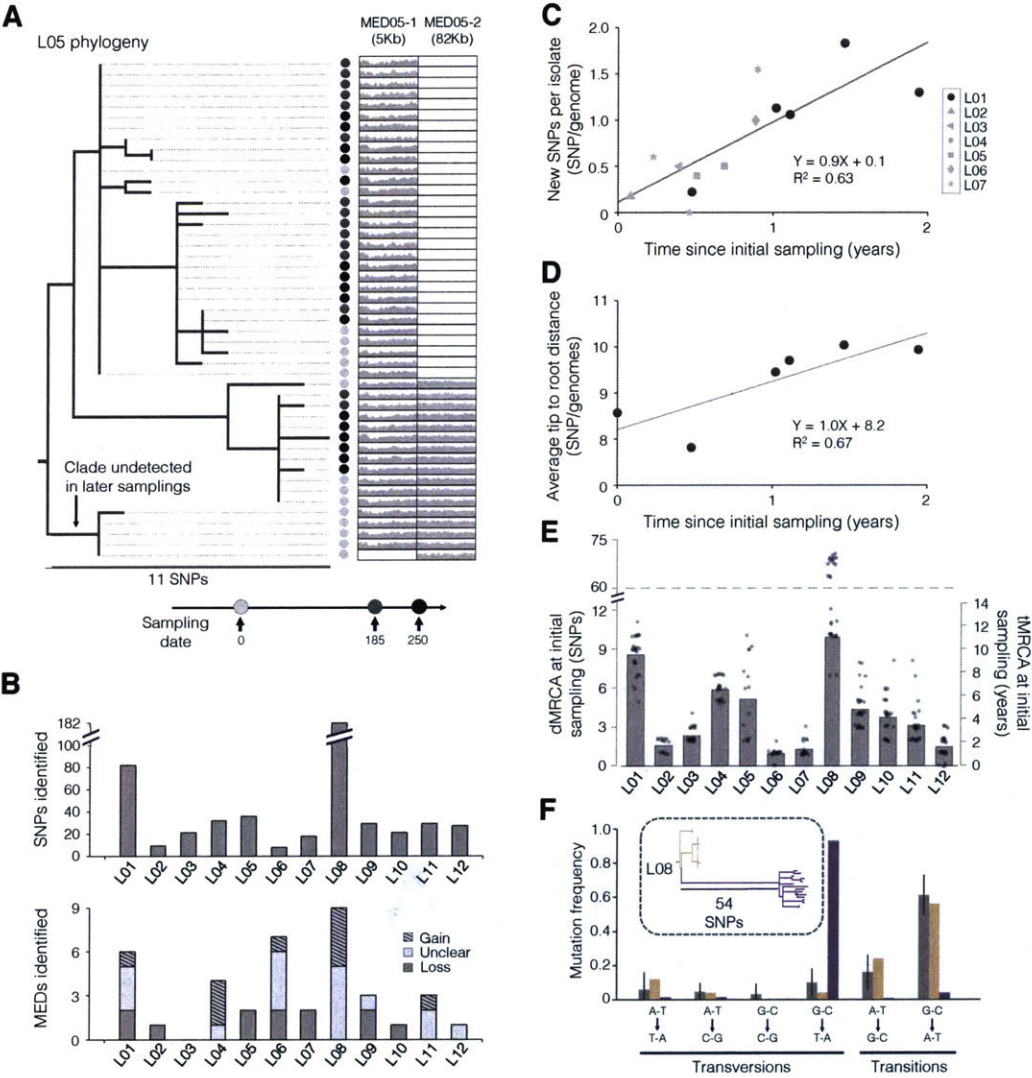 A
L05 phylogeny
MED05-1 MED05-2
(5Kb) (82Kb)
Clade undetected
in later samplings
11 SNPs
Sampling
date
0 185 250
B
SNPs identified
182
100
80
60
40
20
0
L01 L02 L03 L04 L05 L06 L07 L08 L09 L10 L11 L12
MEDs identified
9
6
3
0
Gain
Unclear
Loss
L01 L02 L03 L04 L05 L06 L07 L08 L09 L10 L11 L12
C
New SNPs per isolate
(SNP/genome)
2.0
1.5
1.0
0.5
0
Y = 0.9X + 0.1
R² = 0.63
0 1 2
Time since initial sampling (years)
L01
L02
L03
L04
L05
L06
L07
D
Average tip to root distance
(SNP/genomes)
11
10
9
8
0
Y = 1.0X + 8.2
R² = 0.67
0 1 2
Time since initial sampling (years)
E
dMRCA at initial
sampling (SNPs)
75
60
12
9
6
3
0
14
12
10
8
6
4
2
0
tMRCA at initial
sampling (years)
L01 L02 L03 L04 L05 L06 L07 L08 L09 L10 L11 L12
F
Mutation frequency
1.0
0.8
0.6
0.4
0.2
0
L08
54
SNPs
A-T A-T G-C G-C A-T G-C
T-A C-G C-G T-A G-C A-T
Transversions Transitions